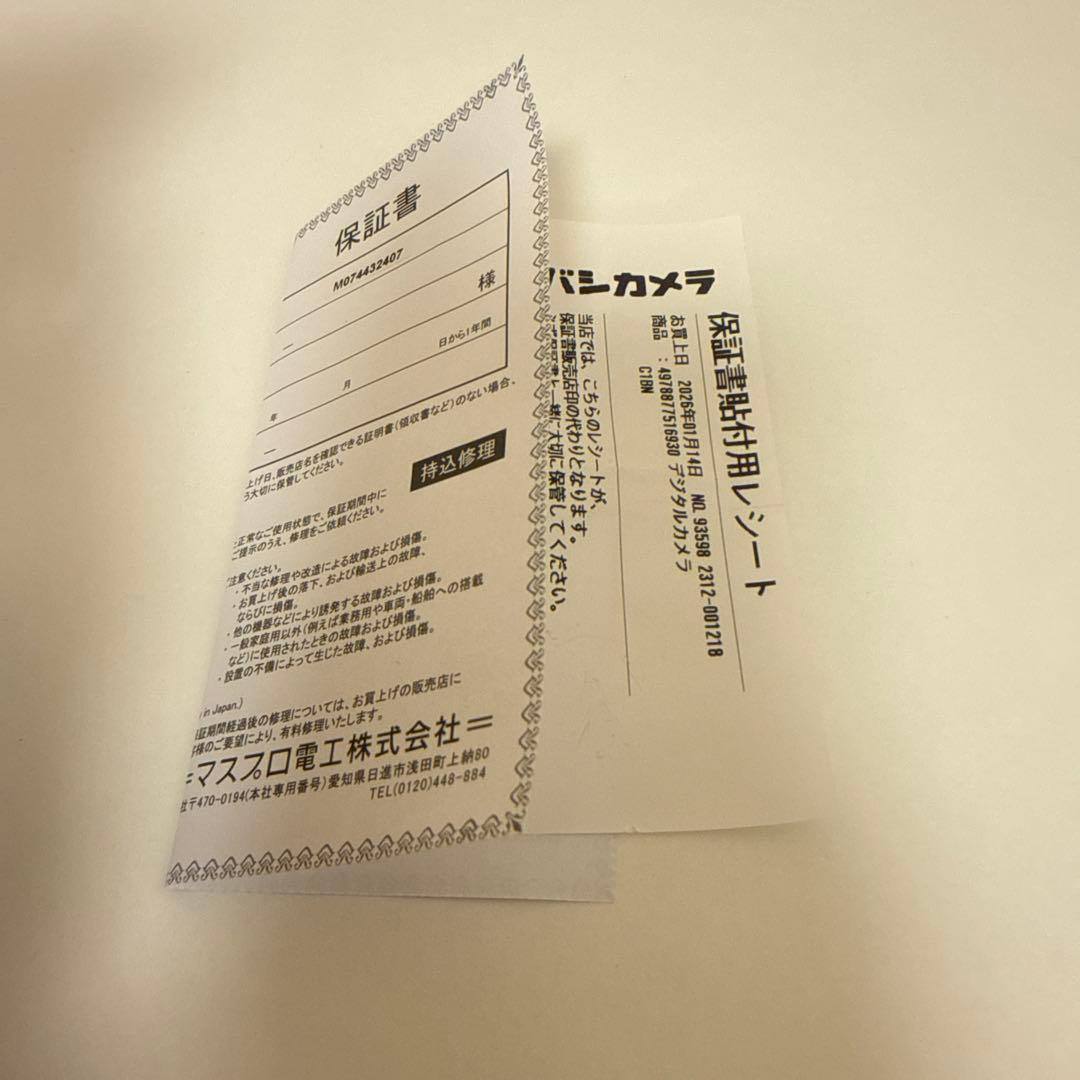 保証書
M074432407
様
日から1年間
年 月
上げ日、販売店名を確認できる証明書(領収書など)のない場合、
う大切に保管してください。
持込修理
正常なご使用状態で、保証期間中に
ご提示のうえ、修理をご依頼ください。
ご注意ください。
・不当な修理や改造による故障および損傷。
・お買上げ後の落下、および輸送上の故障、
ならびに損傷。
・他の機器などにより誘発する故障および損傷。
・一般家庭用以外(例えば業務用や車両・船舶への搭載
など)に使用されたときの故障および損傷。
・設置の不備によって生じた故障、および損傷。
in Japan.)
証期間経過後の修理については、お買上げの販売店に
様のご要望により、有料修理いたします。
=マスプロ電工株式会社=
社〒470-0194(本社専用番号)愛知県日進市浅田町上納80
TEL(0120)448-884
バシカメラ
保証書貼付用レシート
お買上日 2026年01月14日 NO. 93598 2312-001218
商品 :4978877516930 デジタルカメラ
C1BN
当店では、こちらのレシートが、
保証書販売店印の代わりとなります。
一緒に大切に保管してください。